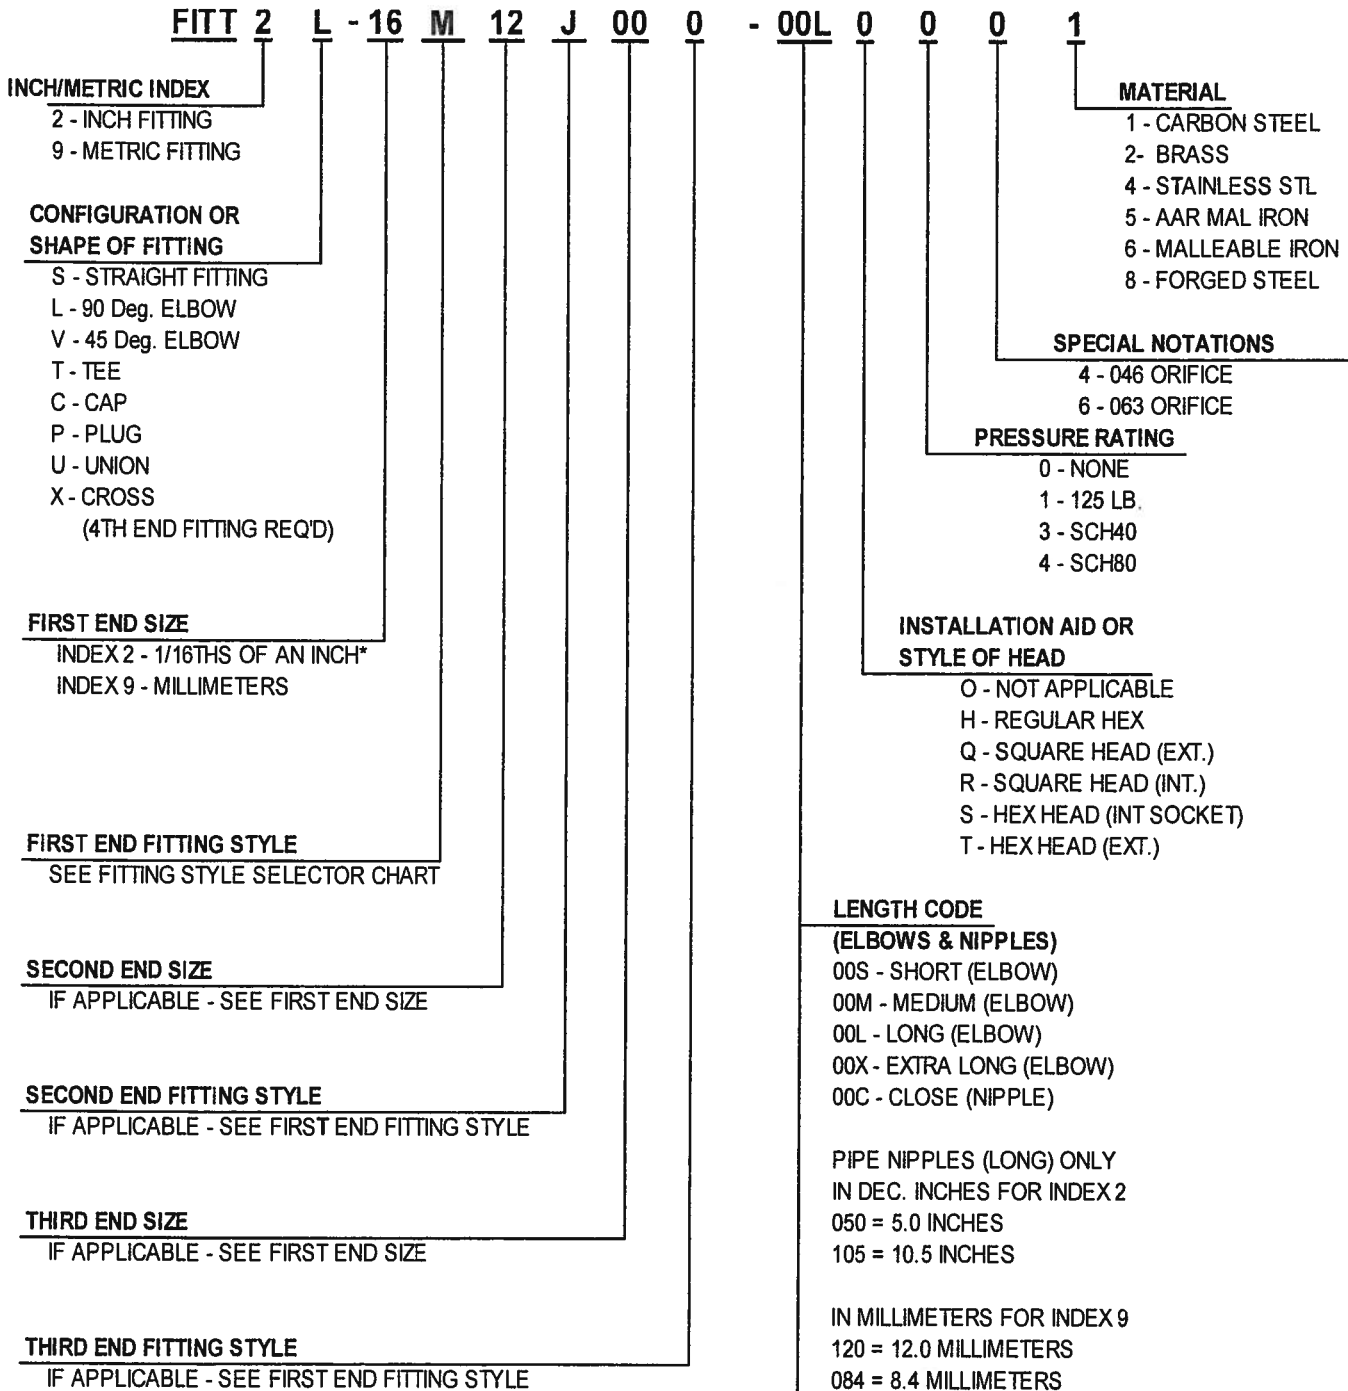 FITT 2 L - 16 M 12 J 00 0 - 00L 0 0 0 1
INCH/METRIC INDEX
2 - INCH FITTING
9 - METRIC FITTING
CONFIGURATION OR
SHAPE OF FITTING
S - STRAIGHT FITTING
L - 90 Deg. ELBOW
V - 45 Deg. ELBOW
T - TEE
C - CAP
P - PLUG
U - UNION
X - CROSS
(4TH END FITTING REQ'D)
FIRST END SIZE
INDEX 2 - 1/16THS OF AN INCH*
INDEX 9 - MILLIMETERS
FIRST END FITTING STYLE
SEE FITTING STYLE SELECTOR CHART
SECOND END SIZE
IF APPLICABLE - SEE FIRST END SIZE
SECOND END FITTING STYLE
IF APPLICABLE - SEE FIRST END FITTING STYLE
THIRD END SIZE
IF APPLICABLE - SEE FIRST END SIZE
THIRD END FITTING STYLE
IF APPLICABLE - SEE FIRST END FITTING STYLE
MATERIAL
1 - CARBON STEEL
2- BRASS
4 - STAINLESS STL
5 - AAR MAL IRON
6 - MALLEABLE IRON
8 - FORGED STEEL
SPECIAL NOTATIONS
4 - 046 ORIFICE
6 - 063 ORIFICE
PRESSURE RATING
0 - NONE
1 - 125 LB.
3 - SCH40
4 - SCH80
INSTALLATION AID OR
STYLE OF HEAD
O - NOT APPLICABLE
H - REGULAR HEX
Q - SQUARE HEAD (EXT.)
R - SQUARE HEAD (INT.)
S - HEX HEAD (INT SOCKET)
T - HEX HEAD (EXT.)
LENGTH CODE
(ELBOWS & NIPPLES)
00S - SHORT (ELBOW)
00M - MEDIUM (ELBOW)
00L - LONG (ELBOW)
00X - EXTRA LONG (ELBOW)
00C - CLOSE (NIPPLE)
PIPE NIPPLES (LONG) ONLY
IN DEC. INCHES FOR INDEX 2
050 = 5.0 INCHES
105 = 10.5 INCHES
IN MILLIMETERS FOR INDEX 9
120 = 12.0 MILLIMETERS
084 = 8.4 MILLIMETERS